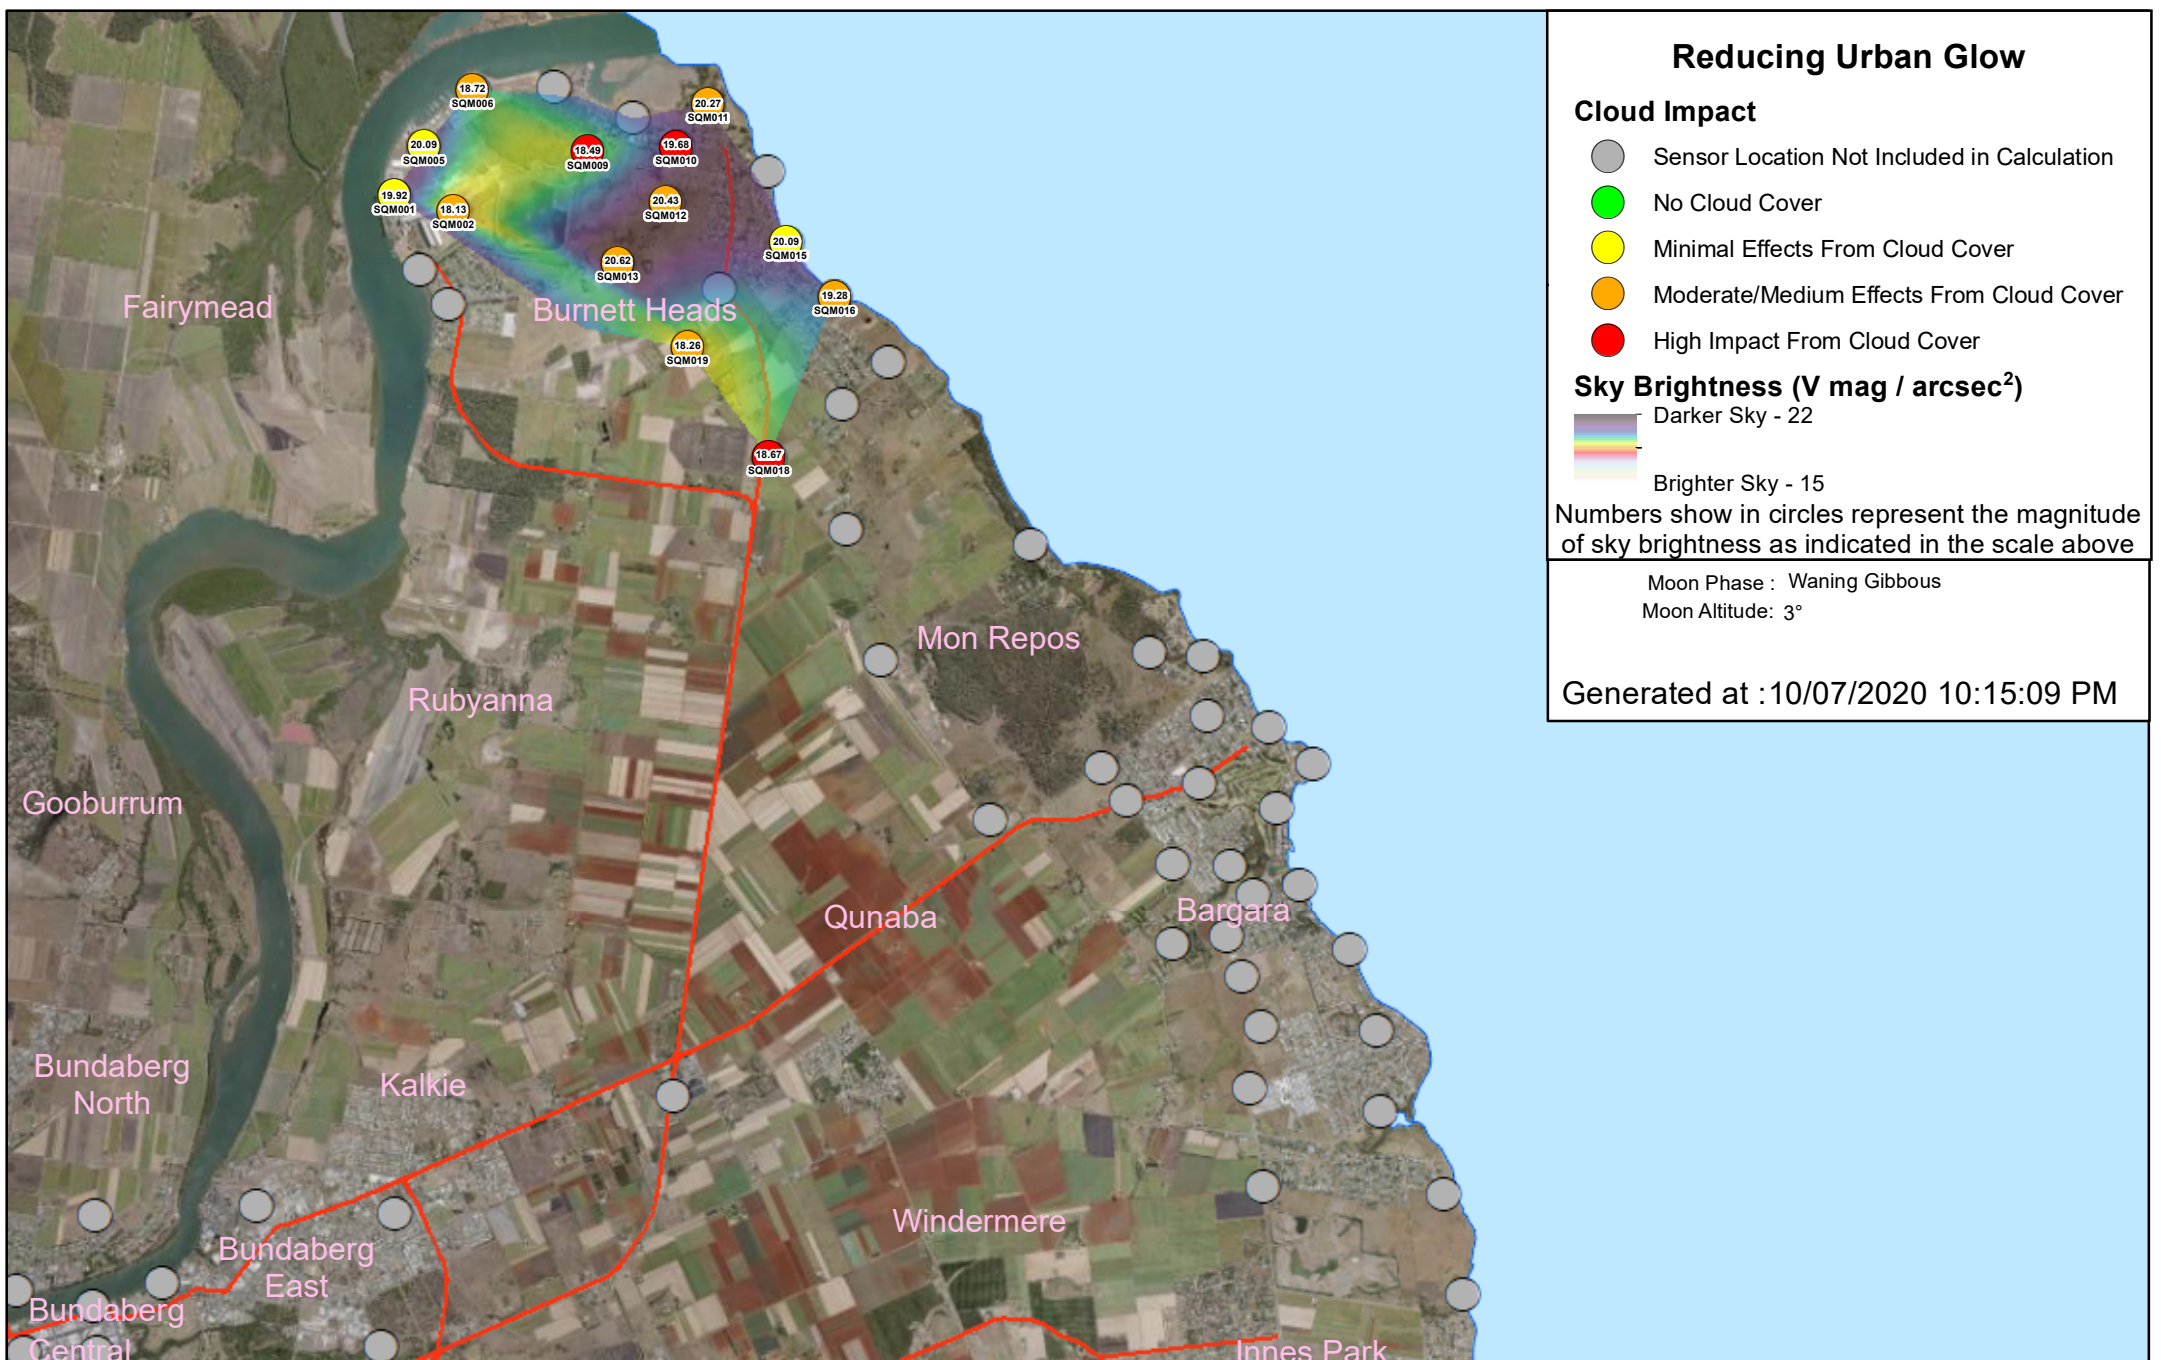 Reducing Urban Glow
Cloud Impact
Sensor Location Not Included in Calculation
No Cloud Cover
Minimal Effects From Cloud Cover
Moderate/Medium Effects From Cloud Cover
High Impact From Cloud Cover
Sky Brightness (V mag / arcsec²)
Darker Sky - 22
Brighter Sky - 15
Numbers show in circles represent the magnitude
of sky brightness as indicated in the scale above
Moon Phase : Waning Gibbous
Moon Altitude: 3°
Generated at :10/07/2020 10:15:09 PM
18.72
SQM006
20.27
SQM011
20.09
SQM005
18.49
SQM009
19.68
SQM010
19.92
SQM001
18.13
SQM002
20.43
SQM012
20.09
SQM015
20.62
SQM013
19.28
SQM016
18.26
SQM019
18.67
SQM018
Fairymead
Burnett Heads
Mon Repos
Rubyanna
Gooburrum
Qunaba
Bargara
Bundaberg
North
Kalkie
Windermere
Bundaberg
East
Bundaberg
Central
Innes Park